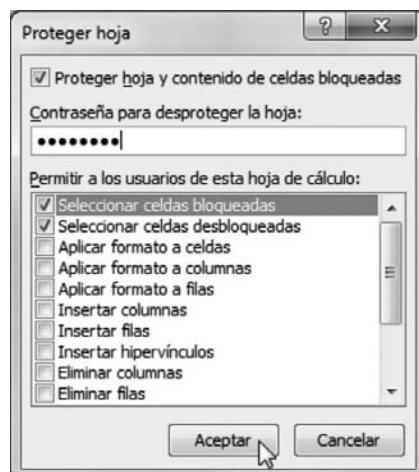 Proteger hoja
Proteger hoja y contenido de celdas bloqueadas
Contraseña para desproteger la hoja:
••••••••
Permitir a los usuarios de esta hoja de cálculo:
Seleccionar celdas bloqueadas
Seleccionar celdas desbloqueadas
Aplicar formato a celdas
Aplicar formato a columnas
Aplicar formato a filas
Insertar columnas
Insertar filas
Insertar hipervínculos
Eliminar columnas
Eliminar filas
Aceptar Cancelar